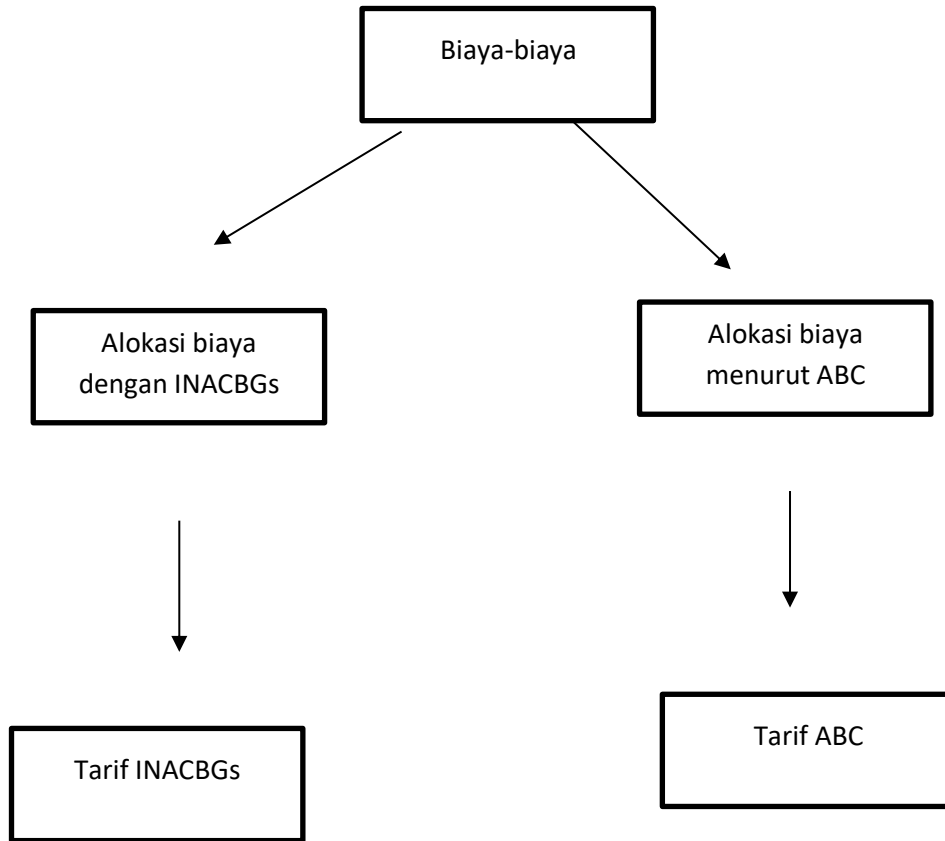 Biaya-biaya
Alokasi biaya
dengan INACBGs
Alokasi biaya
menurut ABC
Tarif INACBGs
Tarif ABC